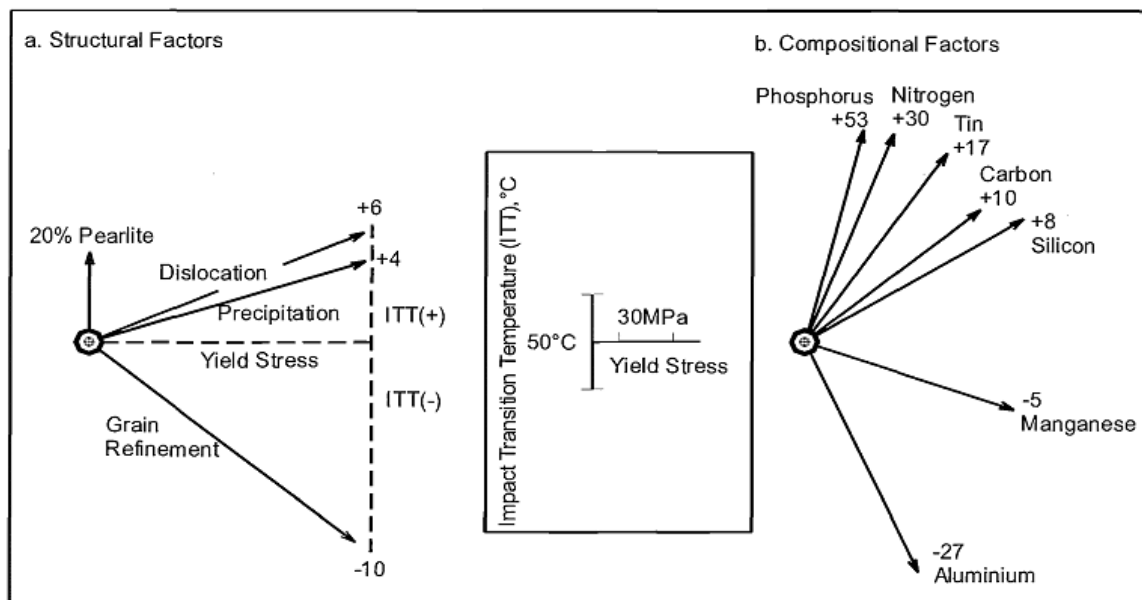 a. Structural Factors
20% Pearlite
+6
Dislocation
+4
Precipitation
ITT(+)
Yield Stress
ITT(-)
Grain
Refinement
-10
Impact Transition Temperature (ITT), °C
50°C
30MPa
Yield Stress
b. Compositional Factors
Phosphorus
+53
Nitrogen
+30
Tin
+17
Carbon
+10
+8
Silicon
-5
Manganese
-27
Aluminium